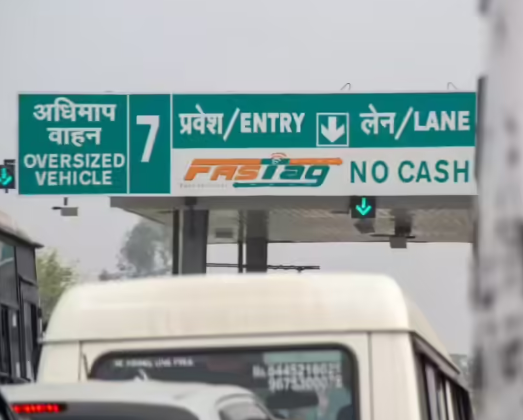 अधिमाप
वाहन
OVERSIZED
VEHICLE
7
प्रवेश/ENTRY
लेन/LANE
FASTag
NO CASH